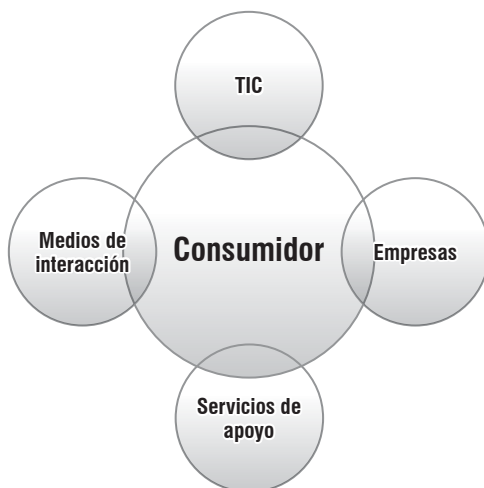 TIC
Medios de
interacción
Consumidor
Empresas
Servicios de
apoyo